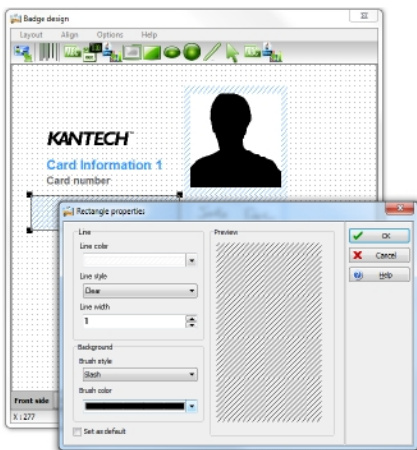 Badge design
Layout Align Options Help
KANTECH
Card Information 1
Card number
Rectangle properties
Line
Line color
Line style
Clear
Line width
1
Background
Brush style
Slash
Brush color
Set as default
Preview
OK
Cancel
Help
Front side
X : 277